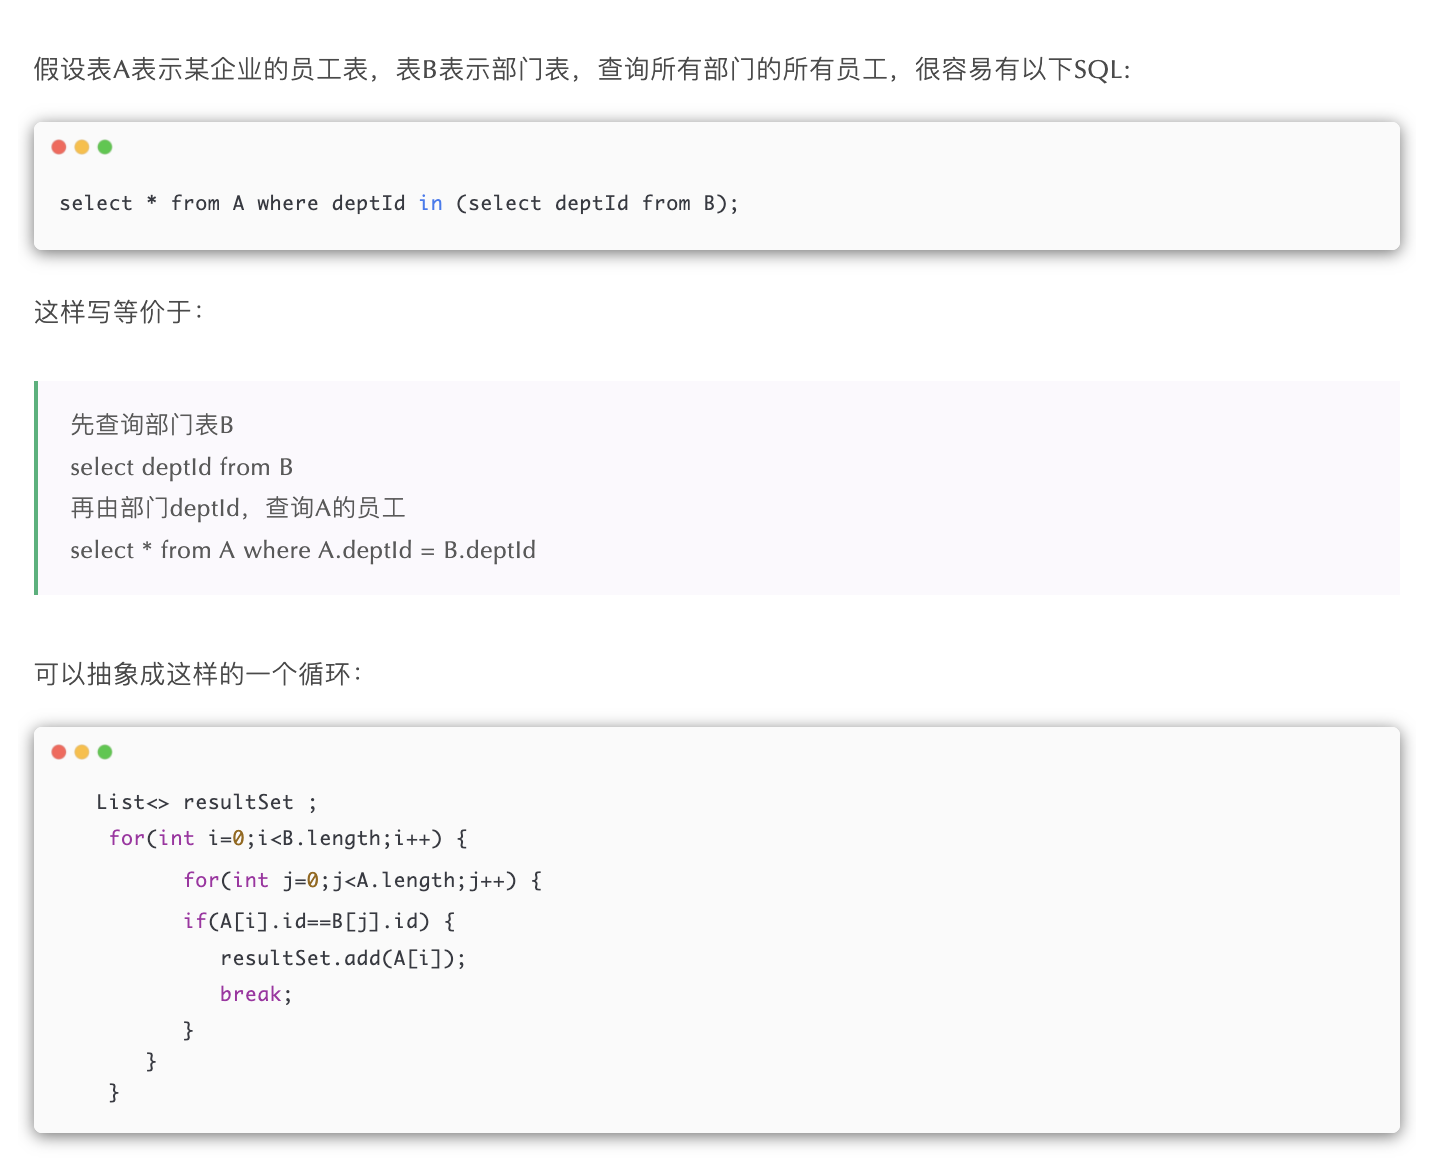 假设表A表示某企业的员工表，表B表示部门表，查询所有部门的所有员工，很容易有以下SQL:
select * from A where deptId in (select deptId from B);
这样写等价于：
先查询部门表B
select deptId from B
再由部门deptId，查询A的员工
select * from A where A.deptId = B.deptId
可以抽象成这样的一个循环：
List<> resultSet ;
for(int i=0;i<B.length;i++) {
for(int j=0;j<A.length;j++) {
if(A[i].id==B[j].id) {
resultSet.add(A[i]);
break;
}
}
}